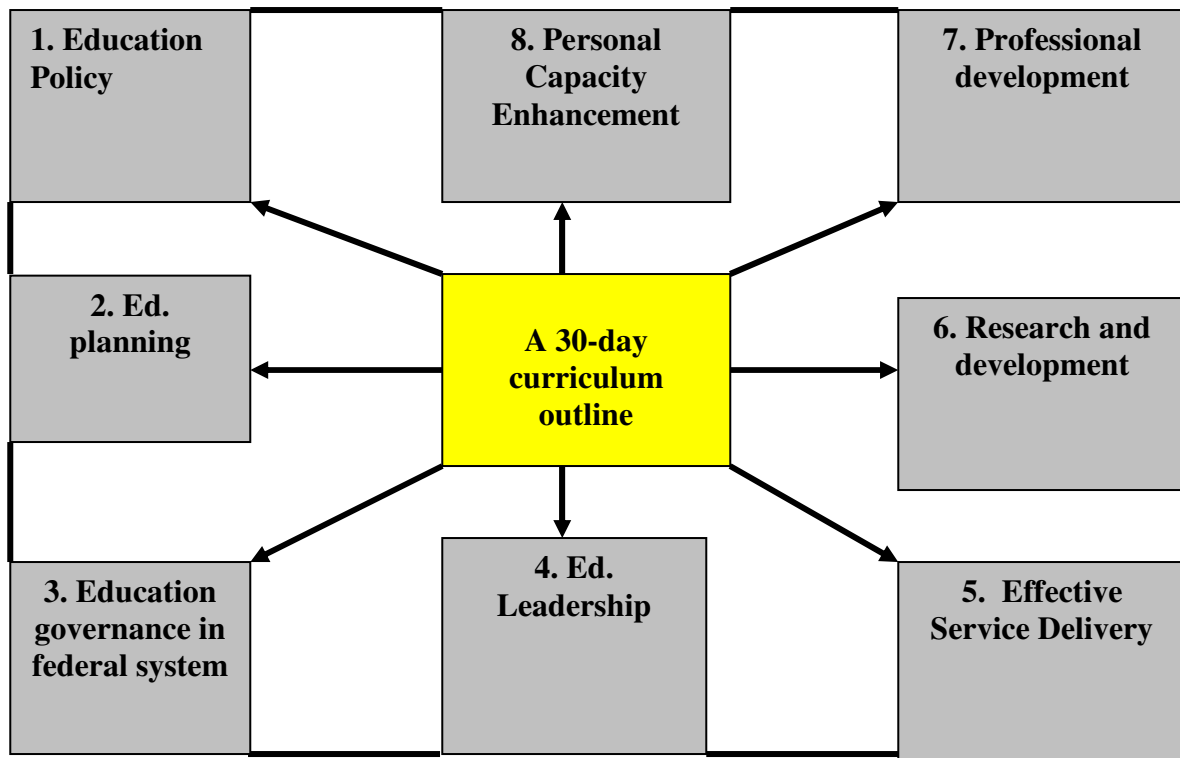 1. Education
Policy
8. Personal
Capacity
Enhancement
7. Professional
development
2. Ed.
planning
A 30-day
curriculum
outline
6. Research and
development
3. Education
governance in
federal system
4. Ed.
Leadership
5. Effective
Service Delivery